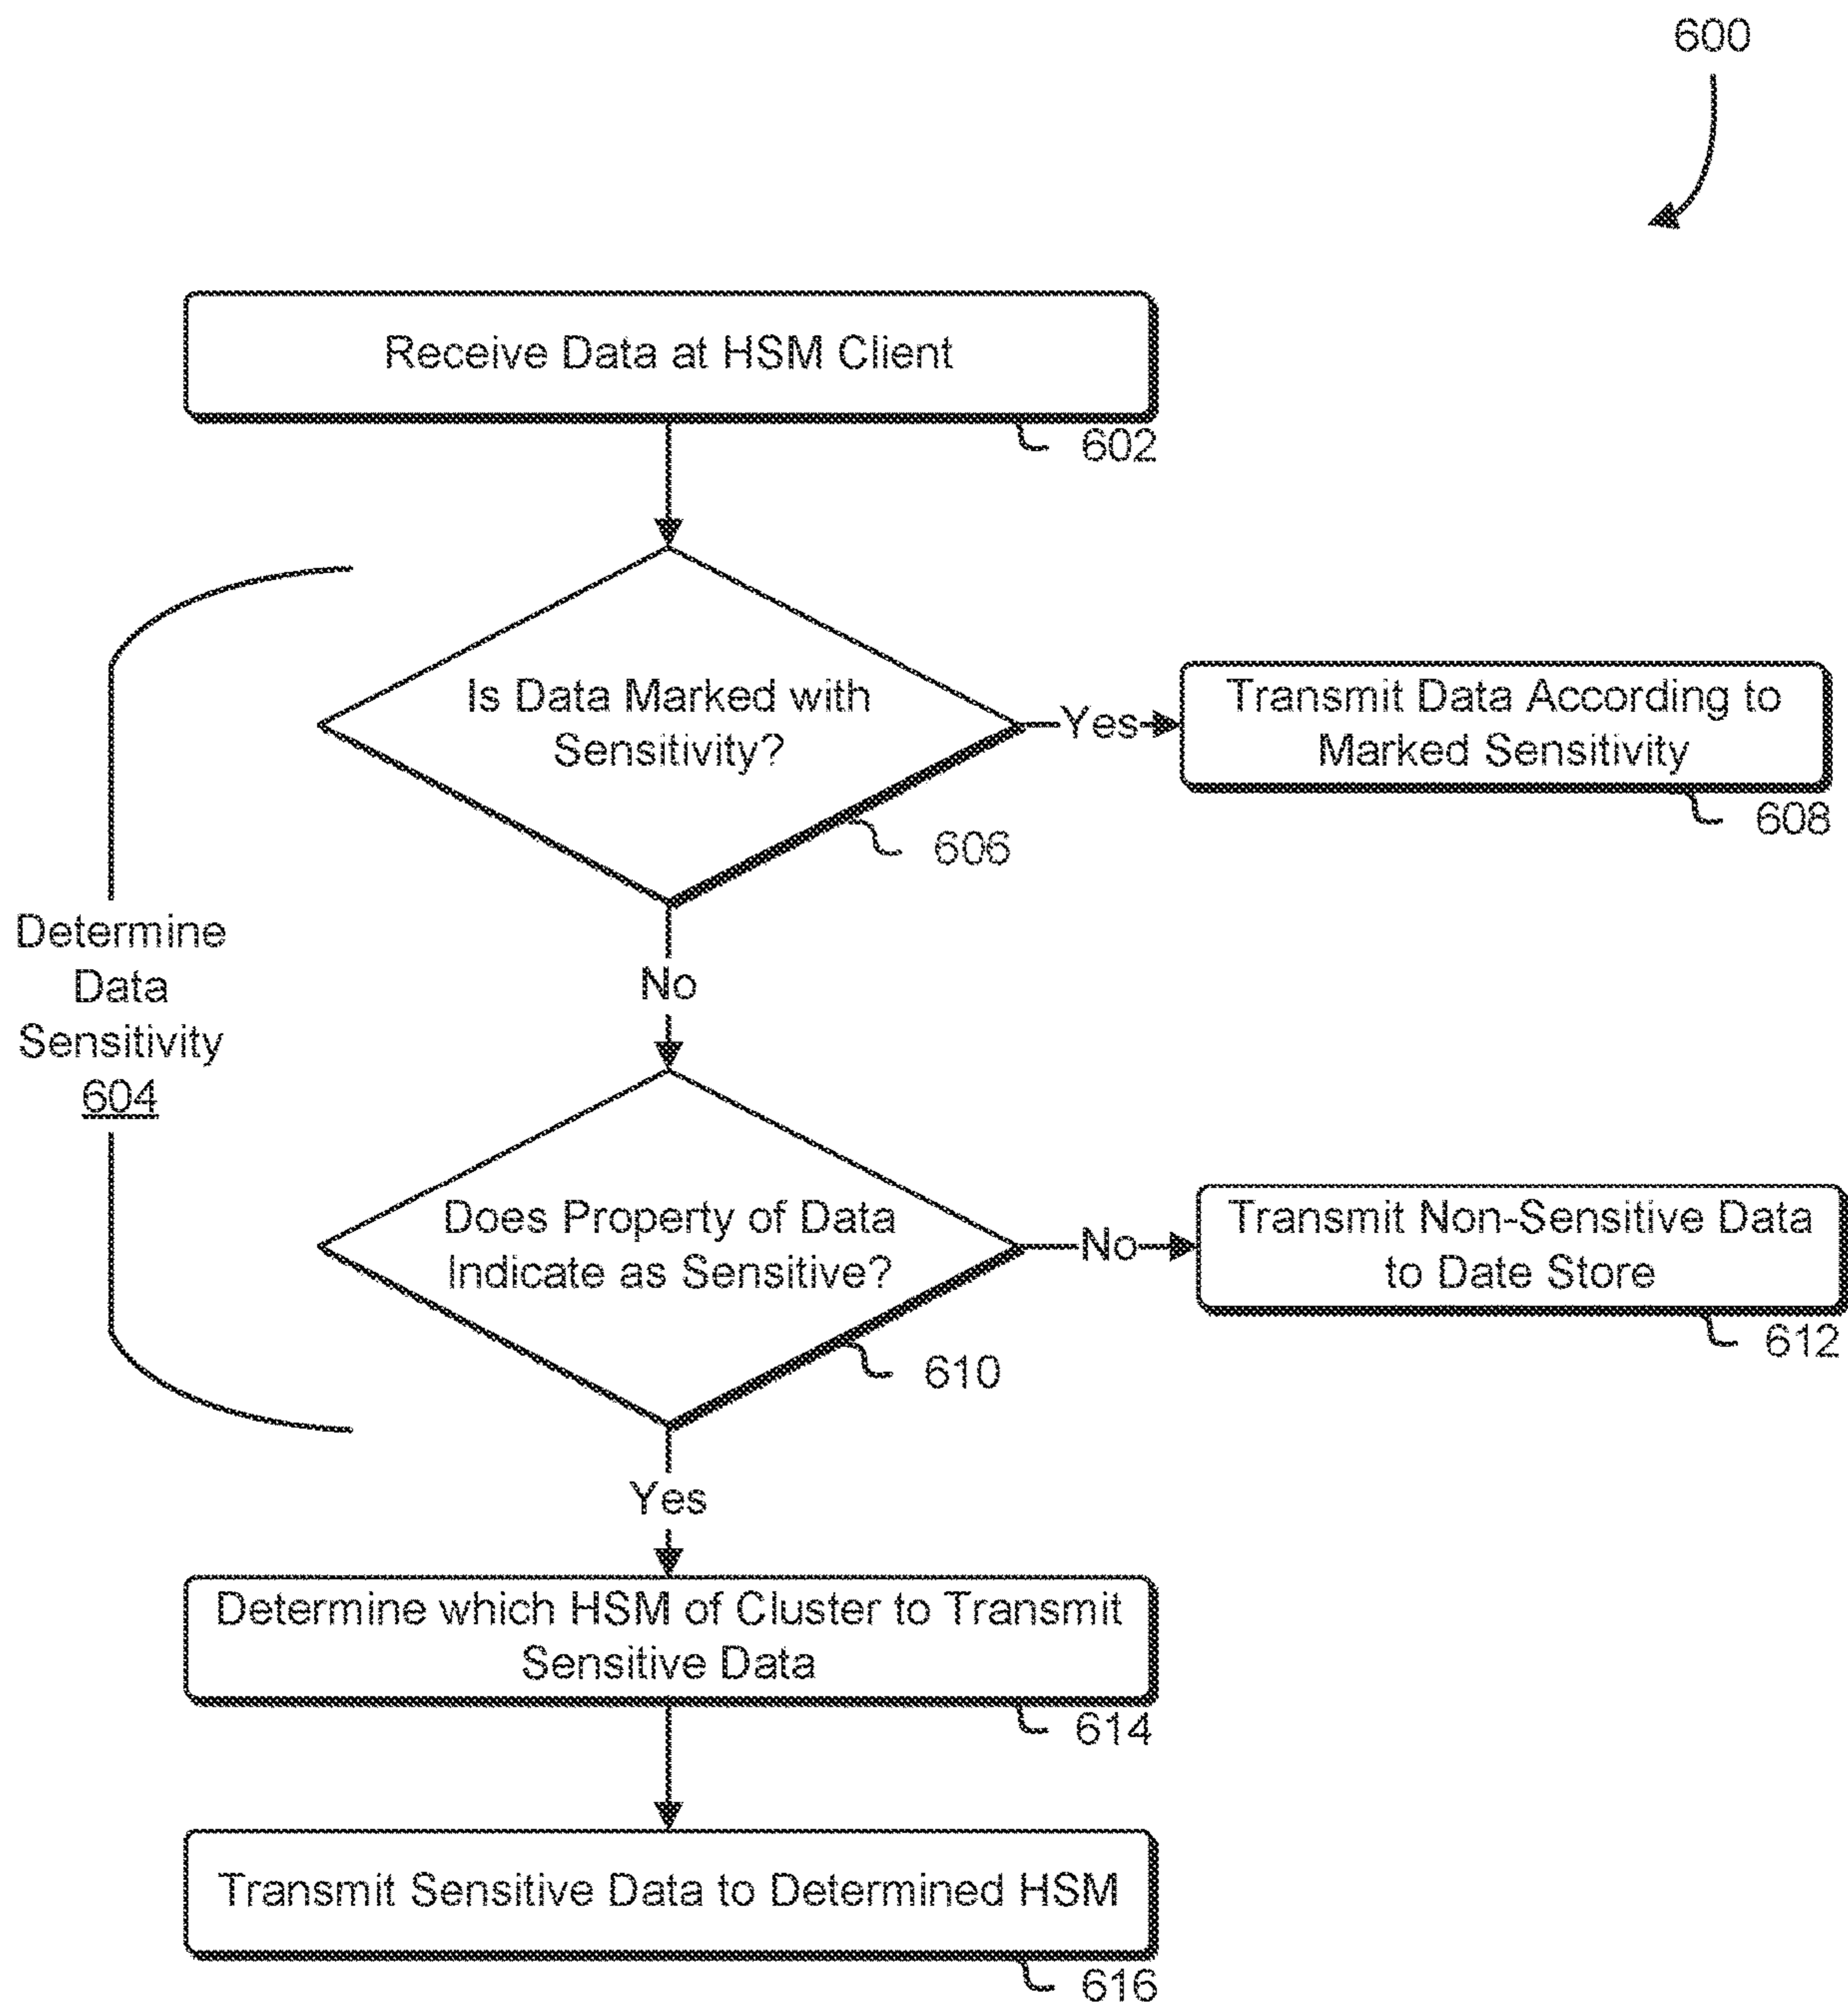 600
Receive Data at HSM Client
602
Is Data Marked with
Sensitivity?
606
Yes
Transmit Data According to
Marked Sensitivity
608
Determine
Data
Sensitivity
604
No
Does Property of Data
Indicate as Sensitive?
610
No
Transmit Non-Sensitive Data
to Date Store
612
Yes
Determine which HSM of Cluster to Transmit
Sensitive Data
614
Transmit Sensitive Data to Determined HSM
616